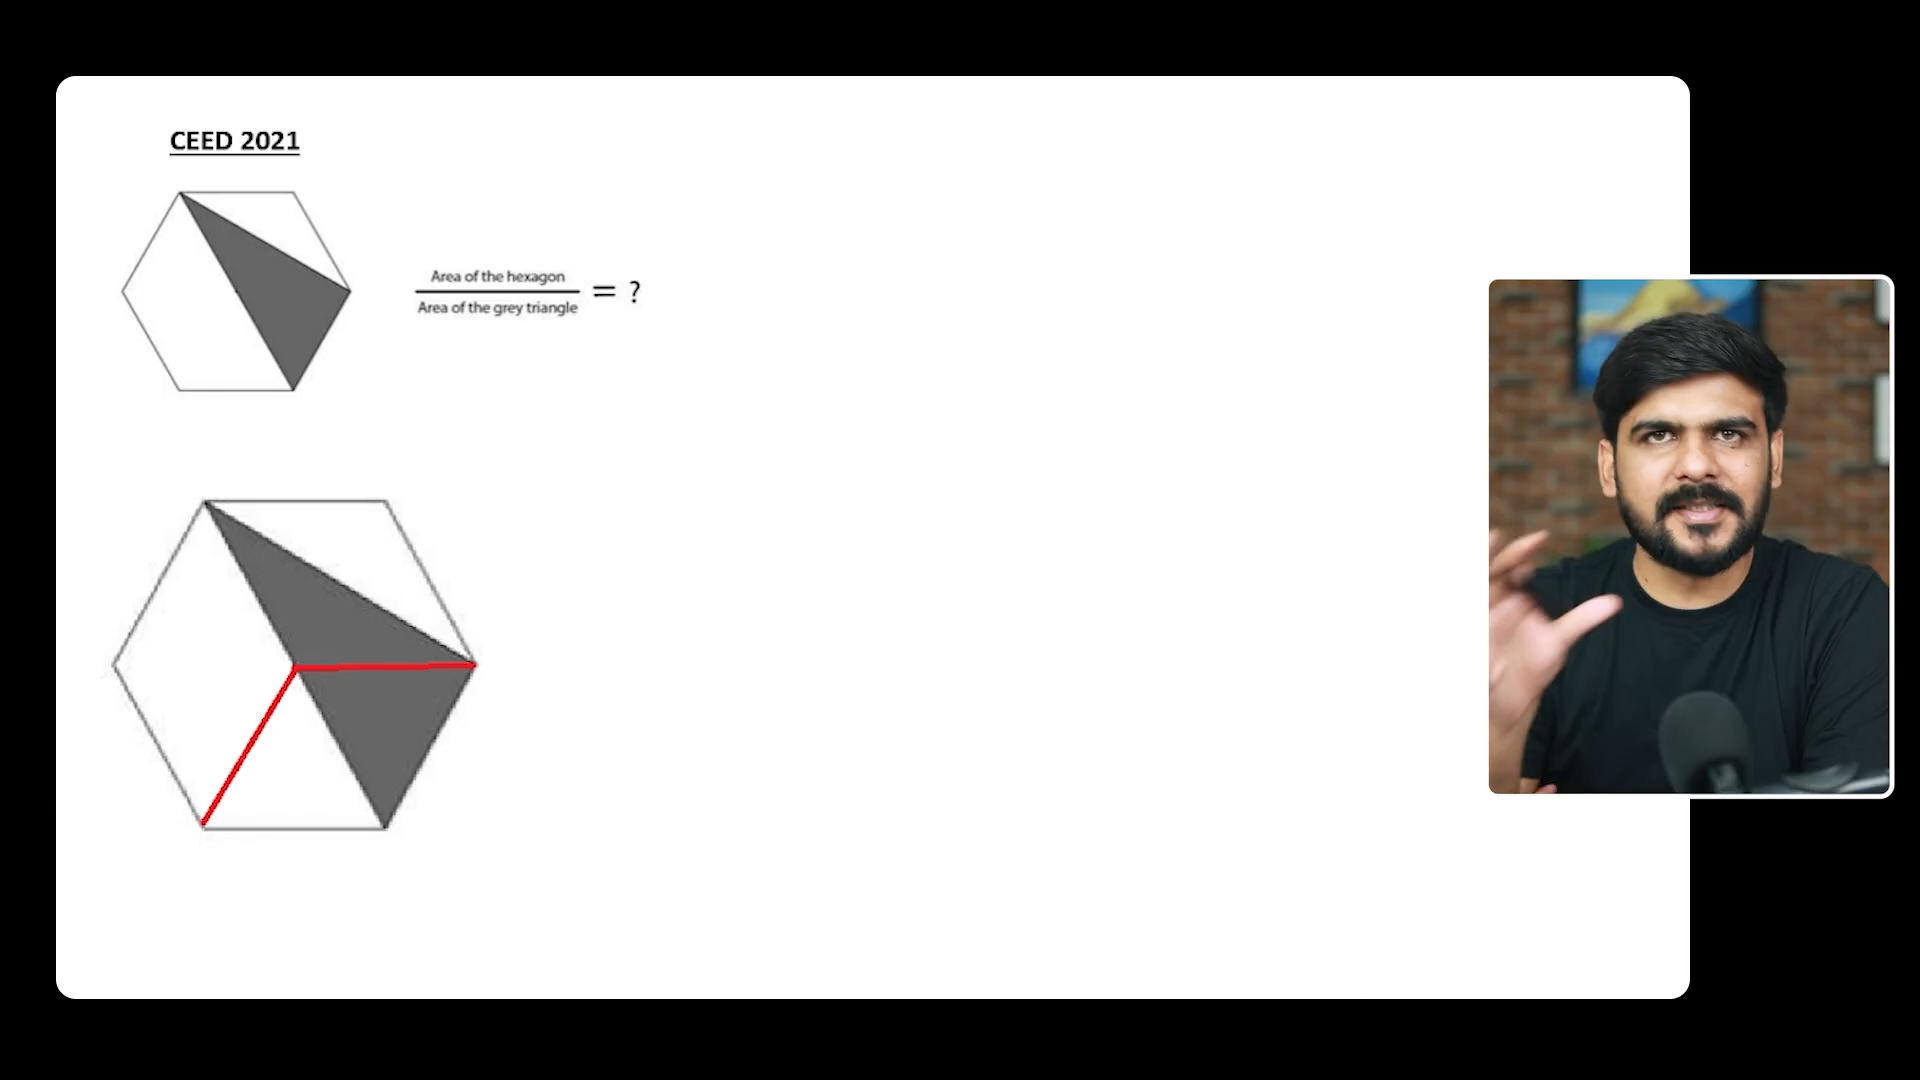 CEED 2021
Area of the hexagon
Area of the grey triangle
= ?